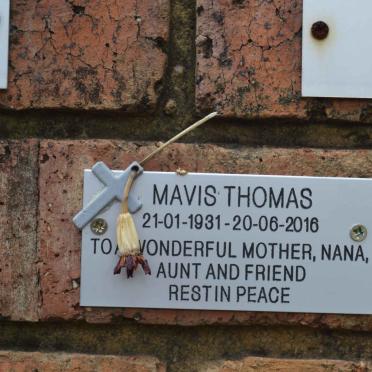 MAVIS THOMAS
21-01-1931 - 20-06-2016
TO A WONDERFUL MOTHER, NANA,
AUNT AND FRIEND
REST IN PEACE